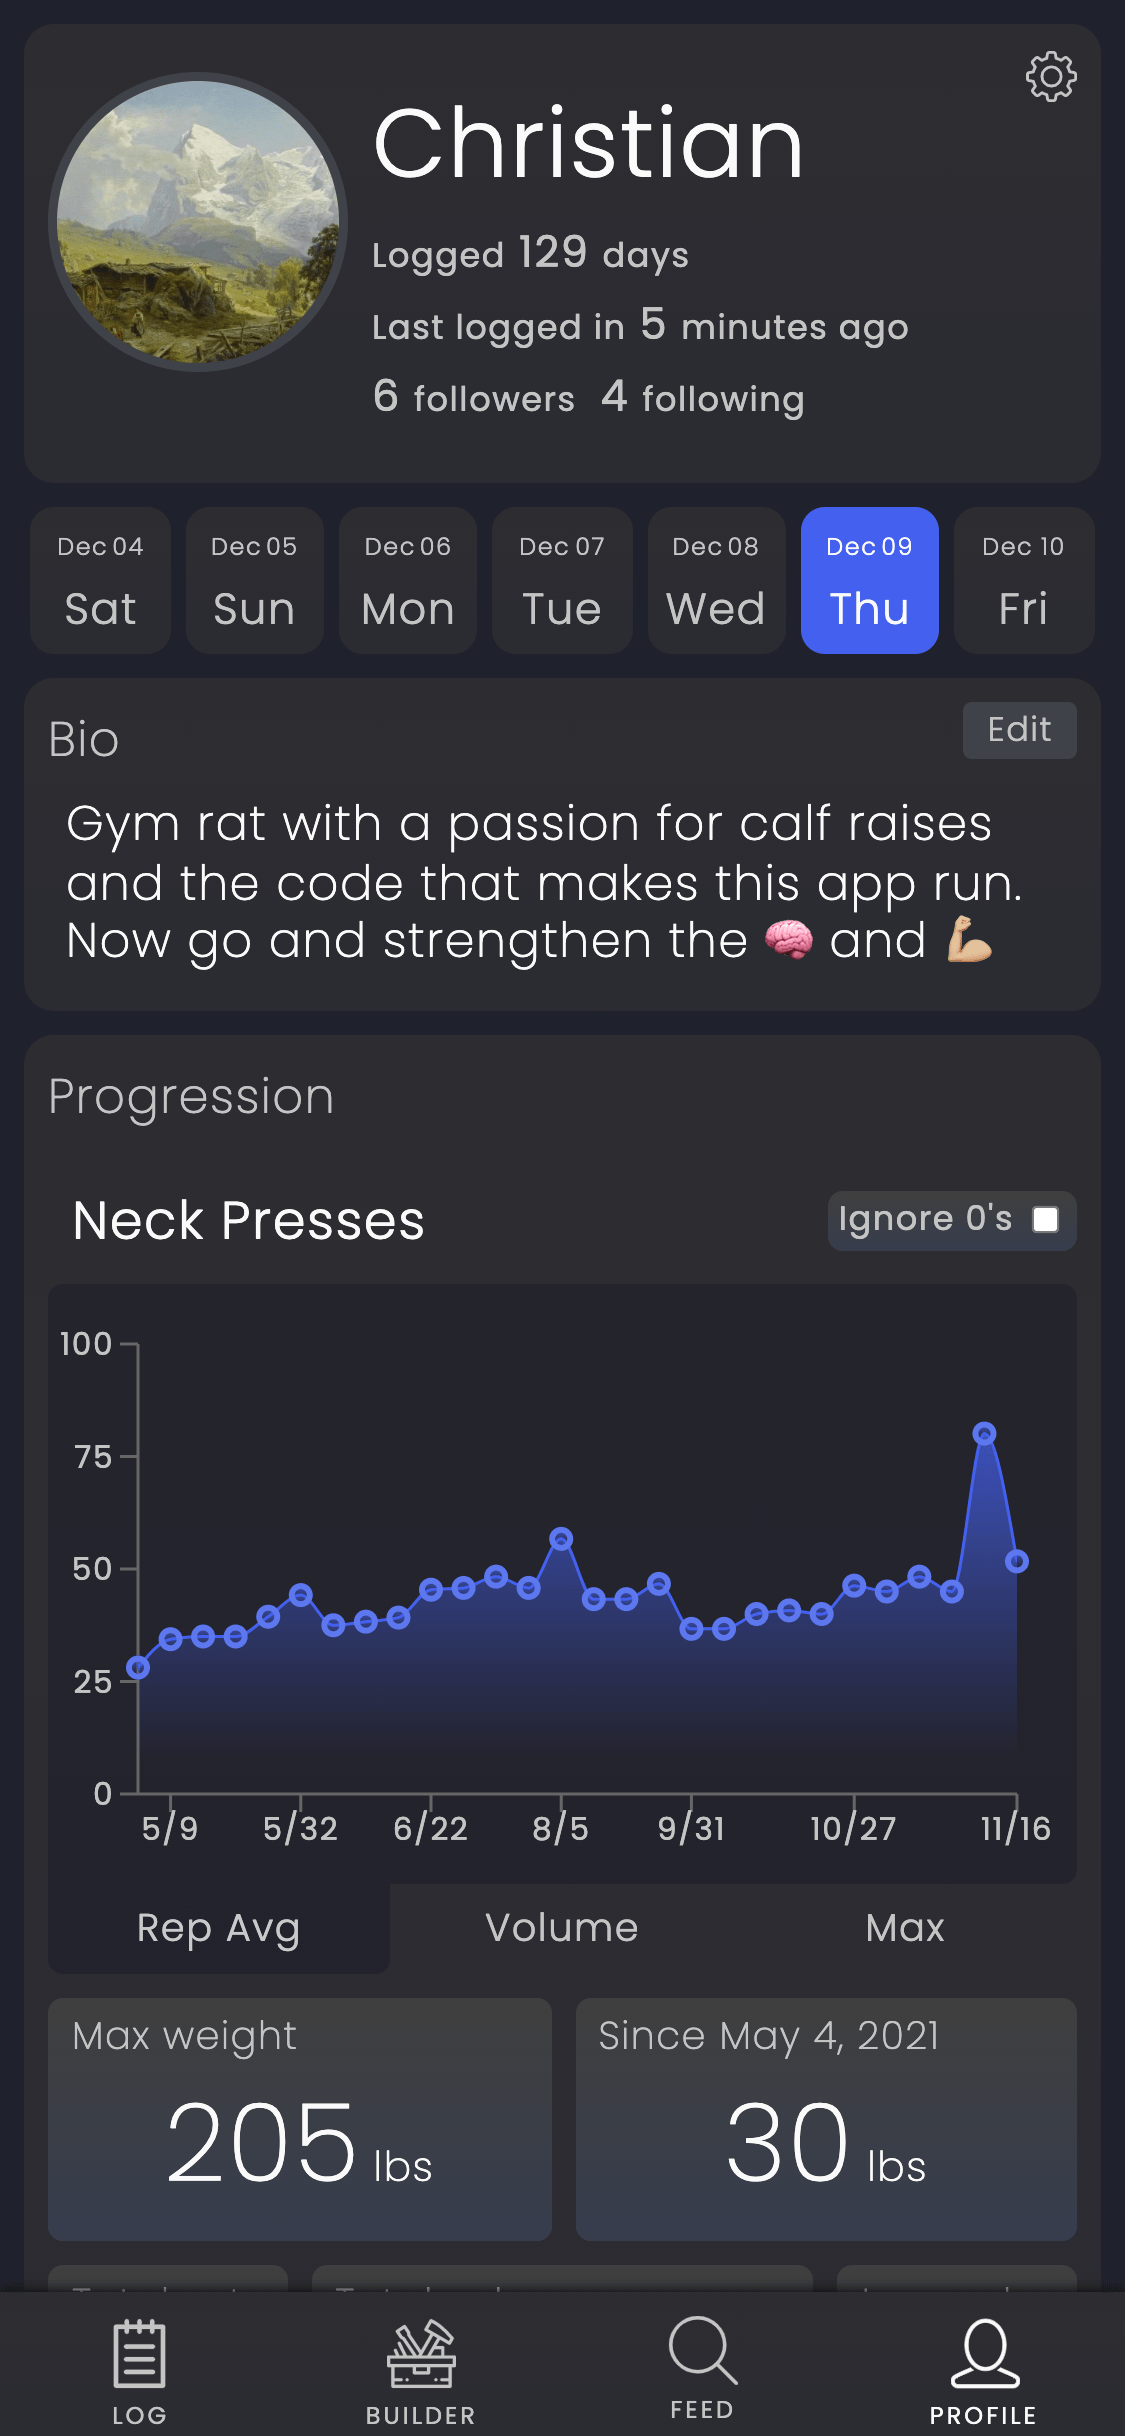 Christian
Logged 129 days
Last logged in 5 minutes ago
6 followers 4 following
Dec 04 Dec 05 Dec 06 Dec 07 Dec 08 Dec 09 Dec 10
Sat Sun Mon Tue Wed Thu Fri
Bio Edit
Gym rat with a passion for calf raises
and the code that makes this app run.
Now go and strengthen the 🧠 and 💪🏼
Progression
Neck Presses Ignore 0's
100
75
50
25
0
5/9 5/32 6/22 8/5 9/31 10/27 11/16
Rep Avg Volume Max
Max weight Since May 4, 2021
205 lbs 30 lbs
LOG BUILDER FEED PROFILE